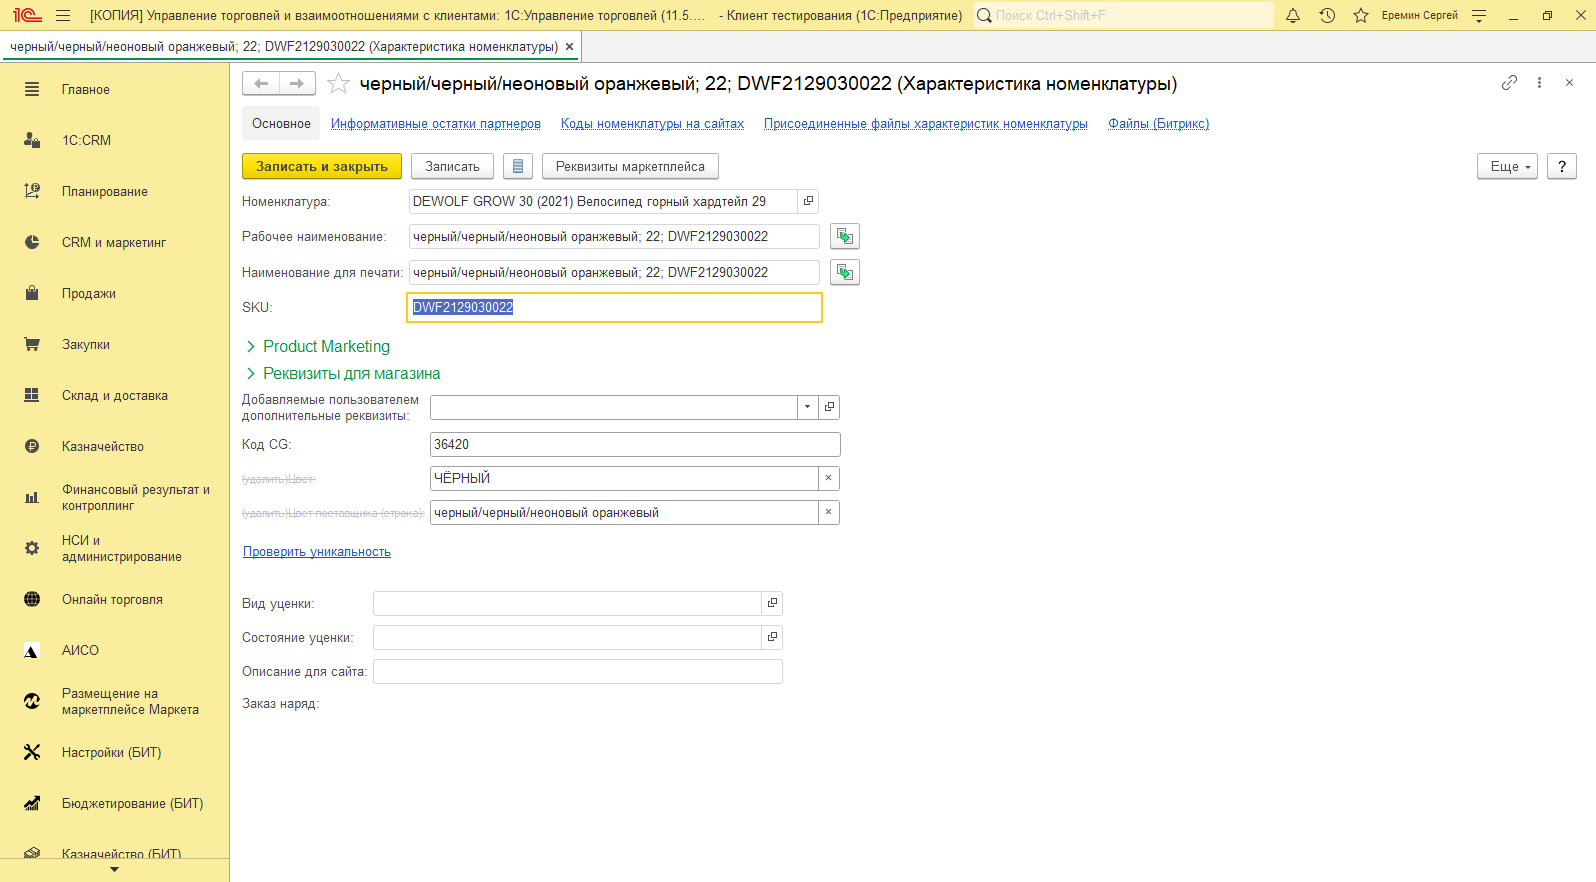 [КОПИЯ] Управление торговлей и взаимоотношениями с клиентами: 1С:Управление торговлей (11.5.... - Клиент тестирования (1С:Предприятие)
Поиск Ctrl+Shift+F
Еремин Сергей
черный/черный/неоновый оранжевый; 22; DWF2129030022 (Характеристика номенклатуры)
Главное
1С:CRM
Планирование
CRM и маркетинг
Продажи
Закупки
Склад и доставка
Казначейство
Финансовый результат и
контроллинг
НСИ и
администрирование
Онлайн торговля
АИСО
Размещение на
маркетплейсе Маркета
Настройки (БИТ)
Бюджетирование (БИТ)
Казначейство (БИТ)
черный/черный/неоновый оранжевый; 22; DWF2129030022 (Характеристика номенклатуры)
Основное
Информативные остатки партнеров
Коды номенклатуры на сайтах
Присоединенные файлы характеристик номенклатуры
Файлы (Битрикс)
Записать и закрыть
Записать
Реквизиты маркетплейса
Еще
?
Номенклатура: DEWOLF GROW 30 (2021) Велосипед горный хардтейл 29
Рабочее наименование: черный/черный/неоновый оранжевый; 22; DWF2129030022
Наименование для печати: черный/черный/неоновый оранжевый; 22; DWF2129030022
SKU: DWF2129030022
Product Marketing
Реквизиты для магазина
Добавляемые пользователем
дополнительные реквизиты:
Код CG: 36420
(удалить)Цвет: ЧЁРНЫЙ
(удалить)Цвет поставщика (строка): черный/черный/неоновый оранжевый
Проверить уникальность
Вид уценки:
Состояние уценки:
Описание для сайта:
Заказ наряд: